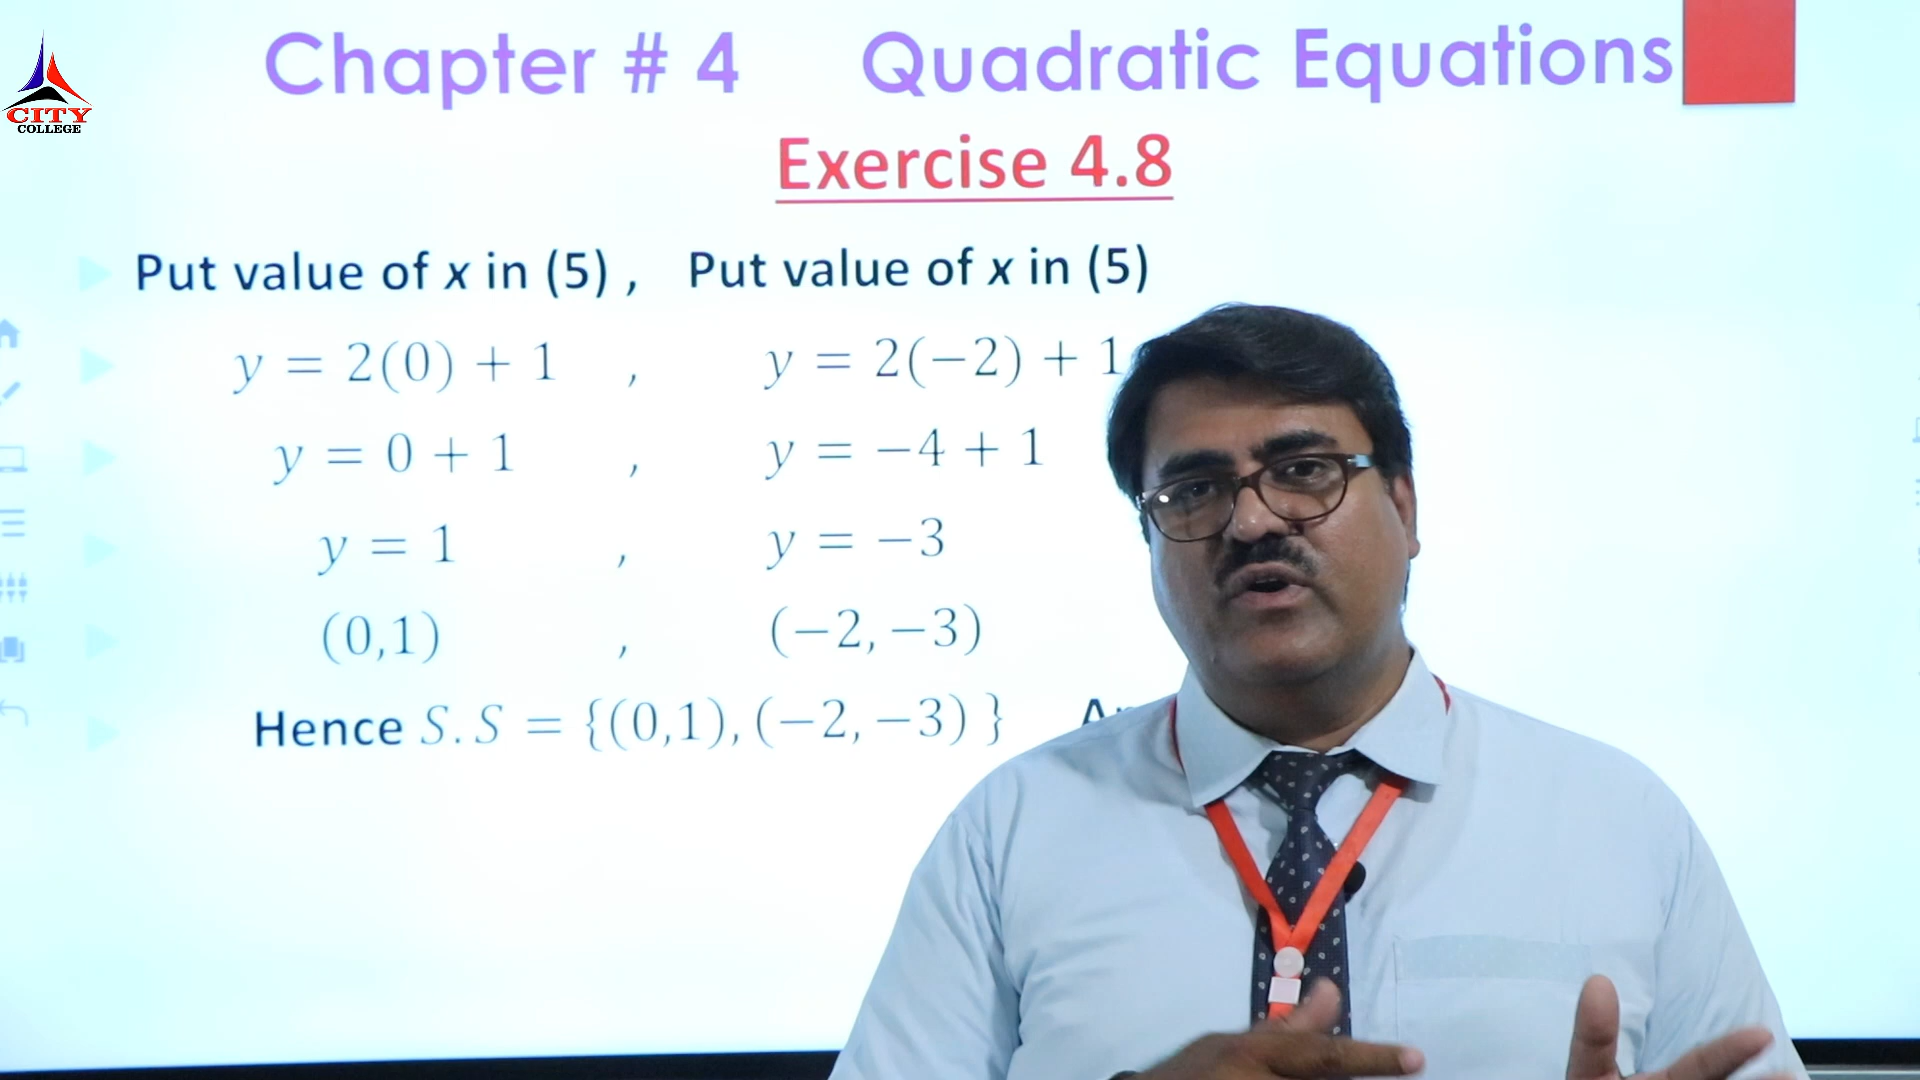 Chapter # 4 Quadratic Equations
CITY
COLLEGE
Exercise 4.8
Put value of x in (5) , Put value of x in (5)
y = 2(0) + 1 , y = 2(−2) + 1
y = 0 + 1 , y = −4 + 1
y = 1 , y = −3
(0,1) , (−2, −3)
Hence S.S = {(0,1), (−2, −3) }